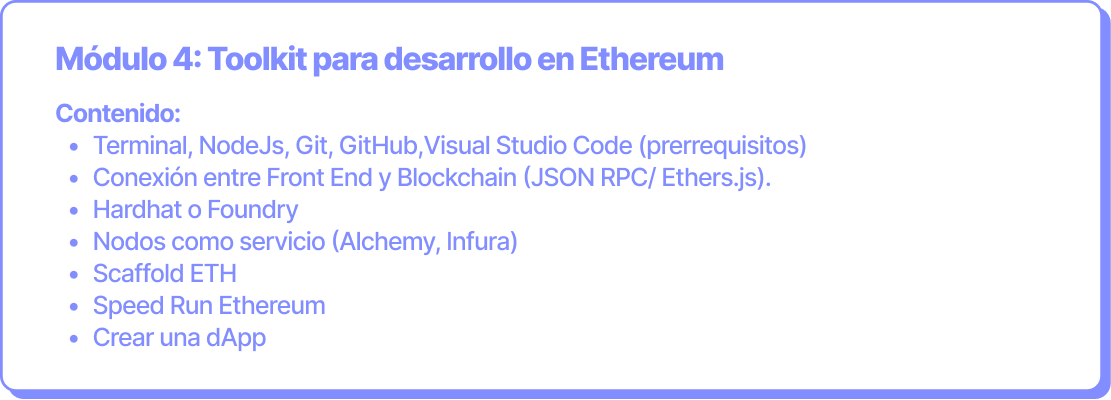 Módulo 4: Toolkit para desarrollo en Ethereum
Contenido:
• Terminal, NodeJs, Git, GitHub,Visual Studio Code (prerrequisitos)
• Conexión entre Front End y Blockchain (JSON RPC/ Ethers.js).
• Hardhat o Foundry
• Nodos como servicio (Alchemy, Infura)
• Scaffold ETH
• Speed Run Ethereum
• Crear una dApp